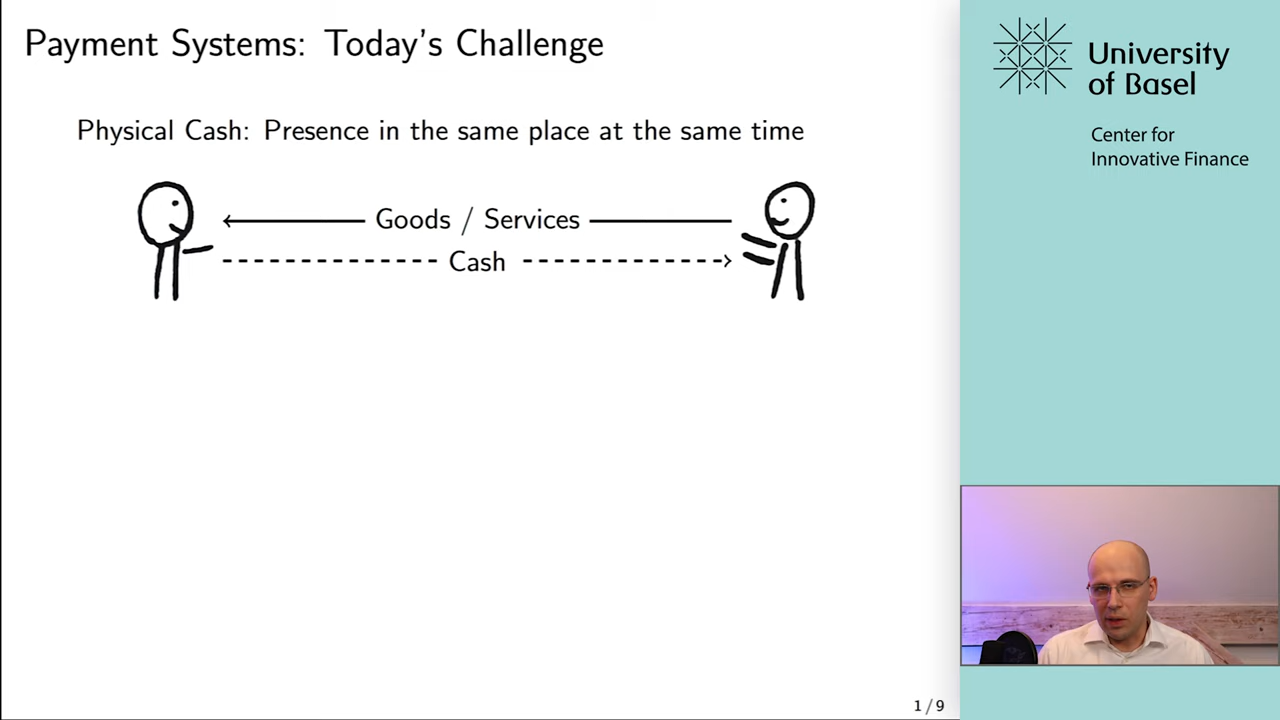 Payment Systems: Today's Challenge
Physical Cash: Presence in the same place at the same time
Goods / Services
Cash
1 / 9
University
of Basel
Center for
Innovative Finance